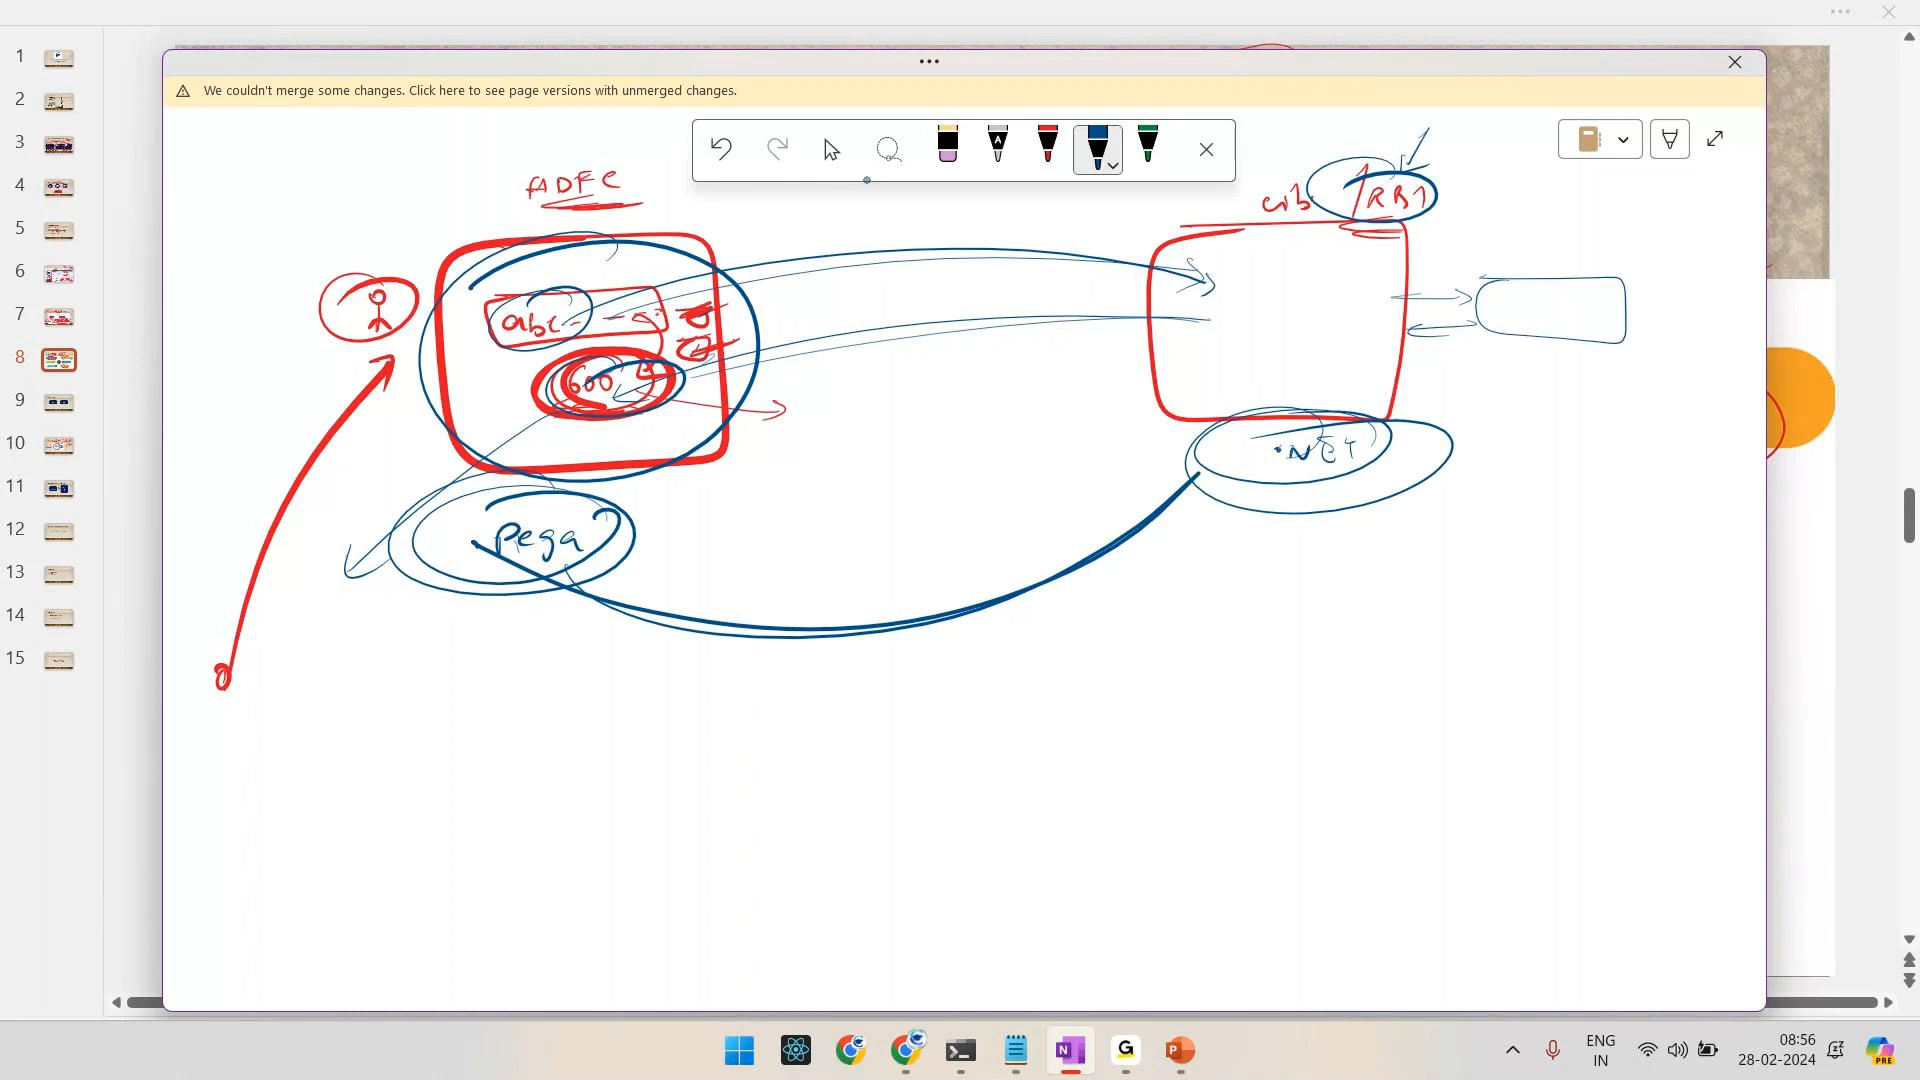 We couldn't merge some changes. Click here to see page versions with unmerged changes.
1
2
3
4
5
6
7
8
9
10
11
12
13
14
15
A
ADFC
abc
600
Pega
RBI
.NET
N
G
P
ENG
IN
08:56
28-02-2024
PRE